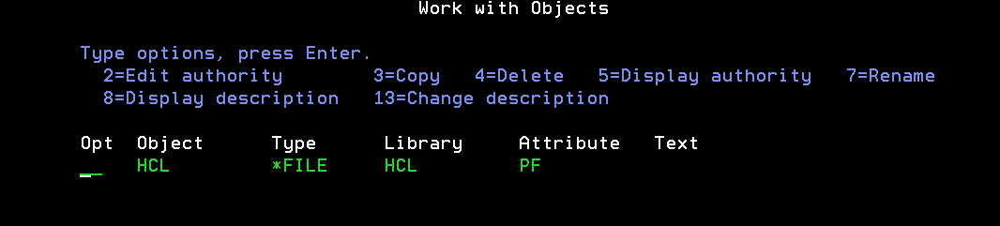 Work with Objects
Type options, press Enter.
2=Edit authority 3=Copy 4=Delete 5=Display authority 7=Rename
8=Display description 13=Change description
Opt Object Type Library Attribute Text
HCL *FILE HCL PF